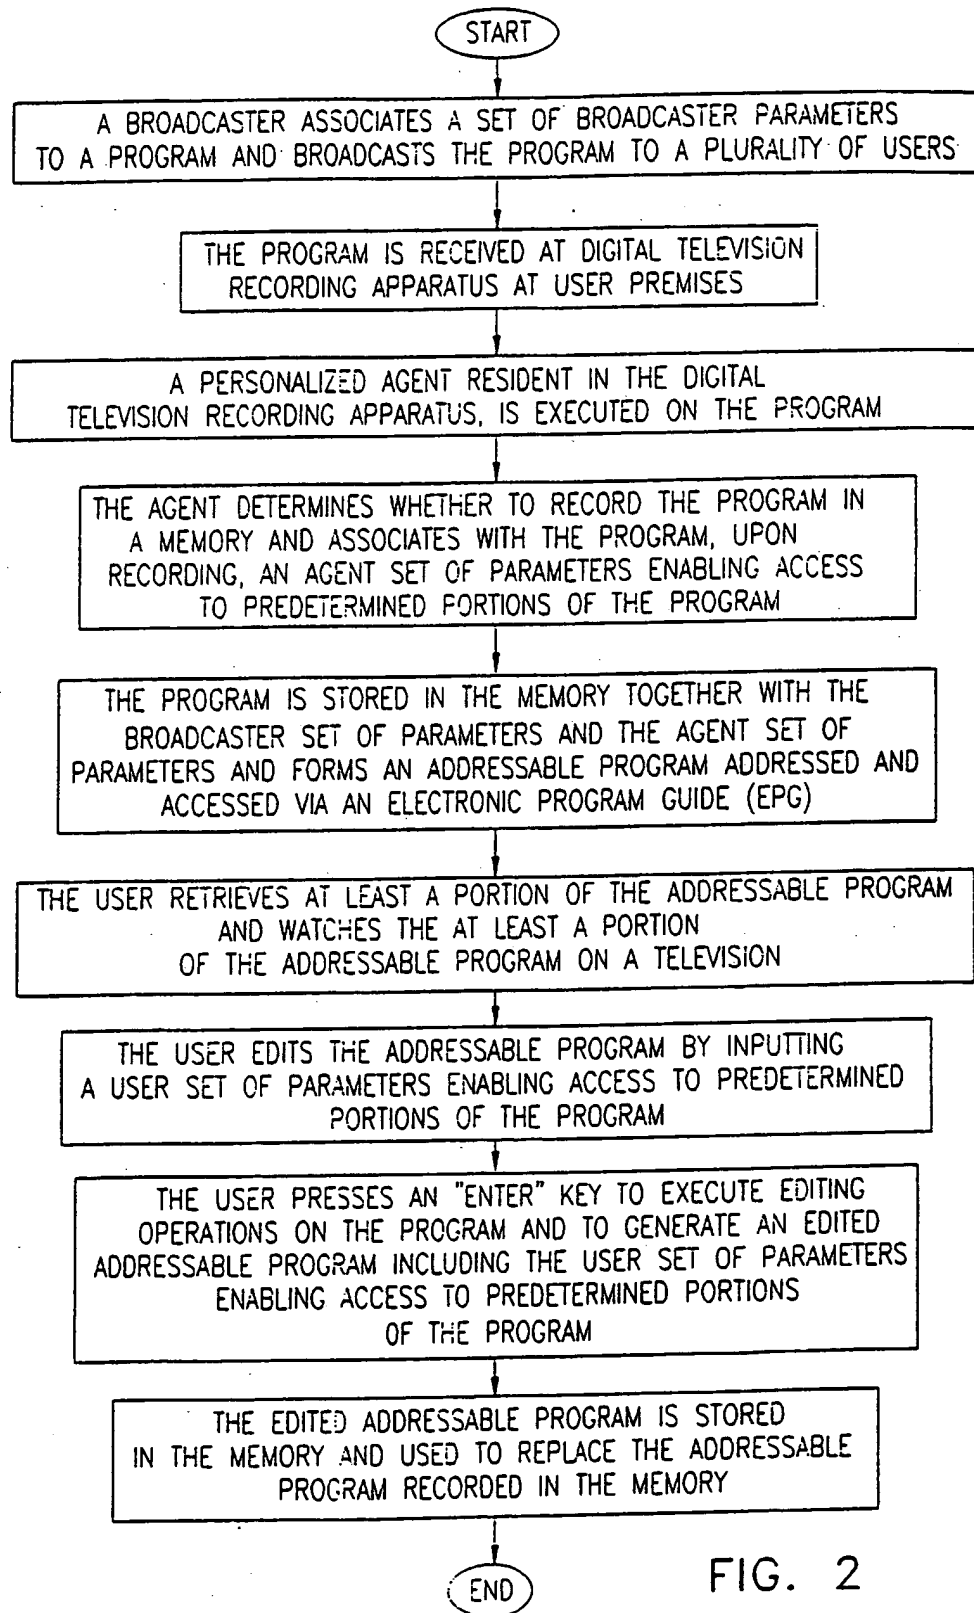 START
A BROADCASTER ASSOCIATES A SET OF BROADCASTER PARAMETERS
TO A PROGRAM AND BROADCASTS THE PROGRAM TO A PLURALITY OF USERS
THE PROGRAM IS RECEIVED AT DIGITAL TELEVISION
RECORDING APPARATUS AT USER PREMISES
A PERSONALIZED AGENT RESIDENT IN THE DIGITAL
TELEVISION RECORDING APPARATUS, IS EXECUTED ON THE PROGRAM
THE AGENT DETERMINES WHETHER TO RECORD THE PROGRAM IN
A MEMORY AND ASSOCIATES WITH THE PROGRAM, UPON
RECORDING, AN AGENT SET OF PARAMETERS ENABLING ACCESS
TO PREDETERMINED PORTIONS OF THE PROGRAM
THE PROGRAM IS STORED IN THE MEMORY TOGETHER WITH THE
BROADCASTER SET OF PARAMETERS AND THE AGENT SET OF
PARAMETERS AND FORMS AN ADDRESSABLE PROGRAM ADDRESSED AND
ACCESSED VIA AN ELECTRONIC PROGRAM GUIDE (EPG)
THE USER RETRIEVES AT LEAST A PORTION OF THE ADDRESSABLE PROGRAM
AND WATCHES THE AT LEAST A PORTION
OF THE ADDRESSABLE PROGRAM ON A TELEVISION
THE USER EDITS THE ADDRESSABLE PROGRAM BY INPUTTING
A USER SET OF PARAMETERS ENABLING ACCESS TO PREDETERMINED
PORTIONS OF THE PROGRAM
THE USER PRESSES AN "ENTER" KEY TO EXECUTE EDITING
OPERATIONS ON THE PROGRAM AND TO GENERATE AN EDITED
ADDRESSABLE PROGRAM INCLUDING THE USER SET OF PARAMETERS
ENABLING ACCESS TO PREDETERMINED PORTIONS
OF THE PROGRAM
THE EDITED ADDRESSABLE PROGRAM IS STORED
IN THE MEMORY AND USED TO REPLACE THE ADDRESSABLE
PROGRAM RECORDED IN THE MEMORY
END
FIG. 2